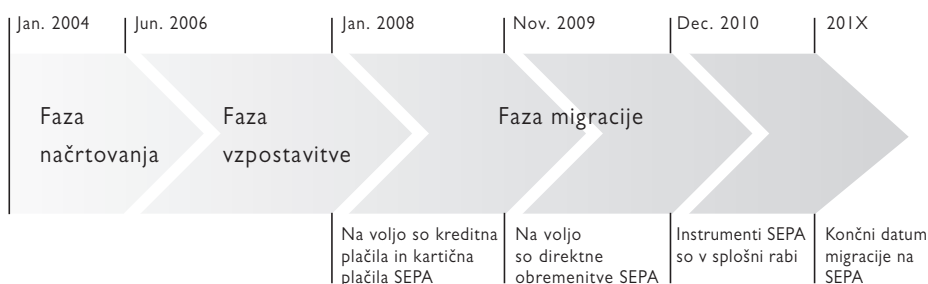 Jan. 2004
Jun. 2006
Jan. 2008
Nov. 2009
Dec. 2010
201X
Faza
načrtovanja
Faza
vzpostavitve
Faza migracije
Na voljo so kreditna
plačila in kartična
plačila SEPA
Na voljo
so direktne
obremenitve SEPA
Instrumenti SEPA
so v splošni rabi
Končni datum
migracije na
SEPA